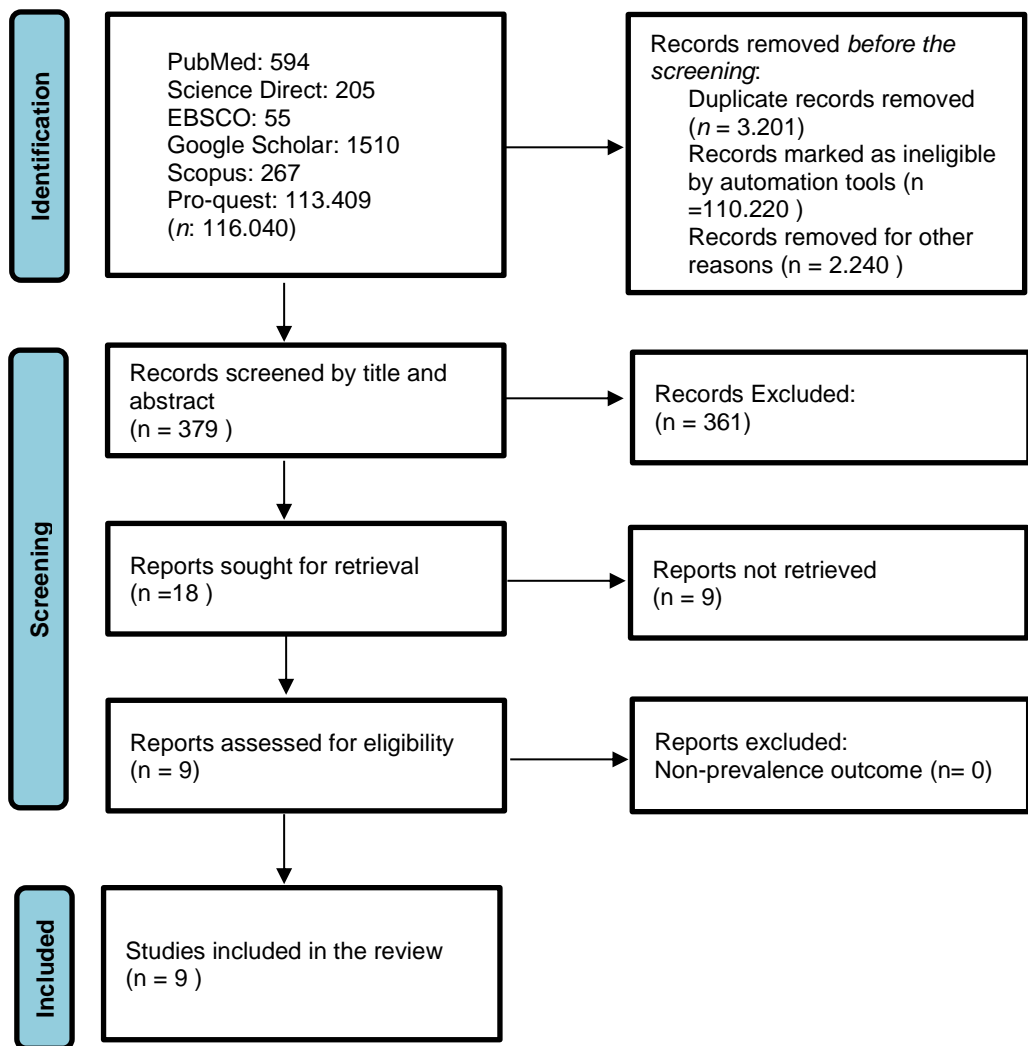 Identification
PubMed: 594
Science Direct: 205
EBSCO: 55
Google Scholar: 1510
Scopus: 267
Pro-quest: 113.409
(n: 116.040)
Records removed before the
screening:
Duplicate records removed
(n = 3.201)
Records marked as ineligible
by automation tools (n
=110.220 )
Records removed for other
reasons (n = 2.240 )
Screening
Records screened by title and
abstract
(n = 379 )
Records Excluded:
(n = 361)
Reports sought for retrieval
(n =18 )
Reports not retrieved
(n = 9)
Reports assessed for eligibility
(n = 9)
Reports excluded:
Non-prevalence outcome (n= 0)
Included
Studies included in the review
(n = 9 )